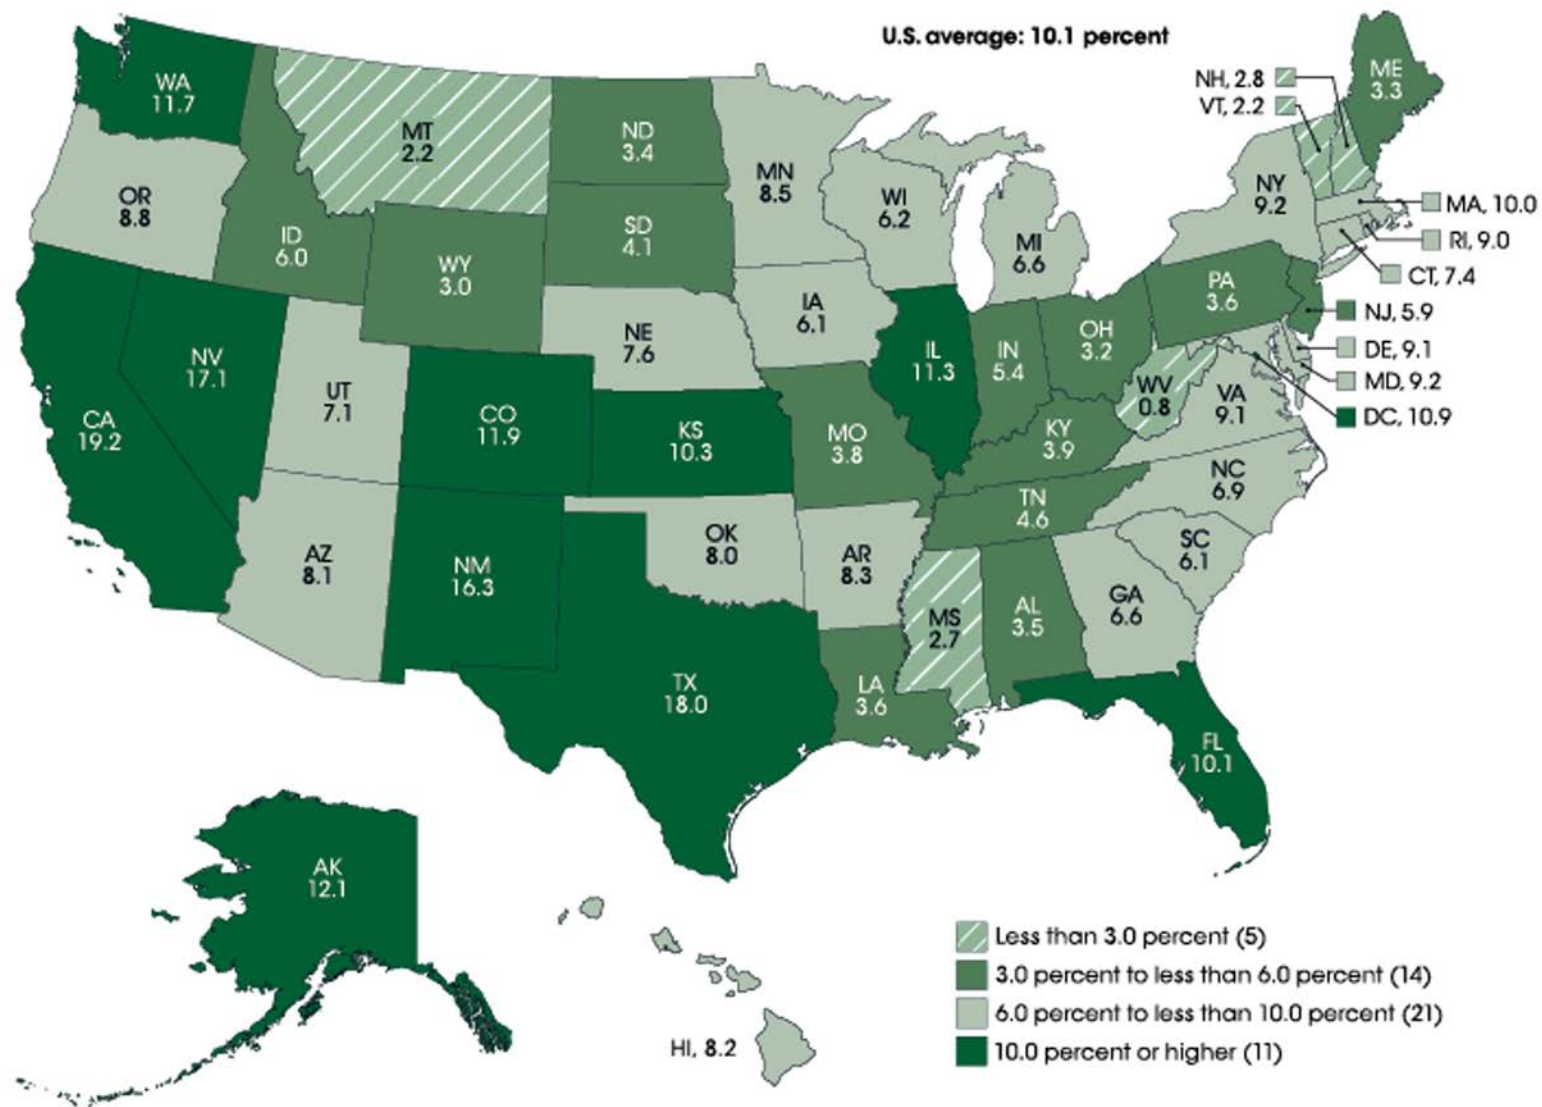 U.S. average: 10.1 percent
WA
11.7
OR
8.8
CA
19.2
NV
17.1
ID
6.0
MT
2.2
WY
3.0
UT
7.1
CO
11.9
AZ
8.1
NM
16.3
ND
3.4
SD
4.1
NE
7.6
KS
10.3
OK
8.0
TX
18.0
MN
8.5
IA
6.1
MO
3.8
AR
8.3
LA
3.6
WI
6.2
IL
11.3
MI
6.6
IN
5.4
OH
3.2
KY
3.9
TN
4.6
MS
2.7
AL
3.5
GA
6.6
FL
10.1
SC
6.1
NC
6.9
VA
9.1
WV
0.8
PA
3.6
NY
9.2
ME
3.3
NH, 2.8
VT, 2.2
MA, 10.0
RI, 9.0
CT, 7.4
NJ, 5.9
DE, 9.1
MD, 9.2
DC, 10.9
AK
12.1
HI, 8.2
Less than 3.0 percent (5)
3.0 percent to less than 6.0 percent (14)
6.0 percent to less than 10.0 percent (21)
10.0 percent or higher (11)